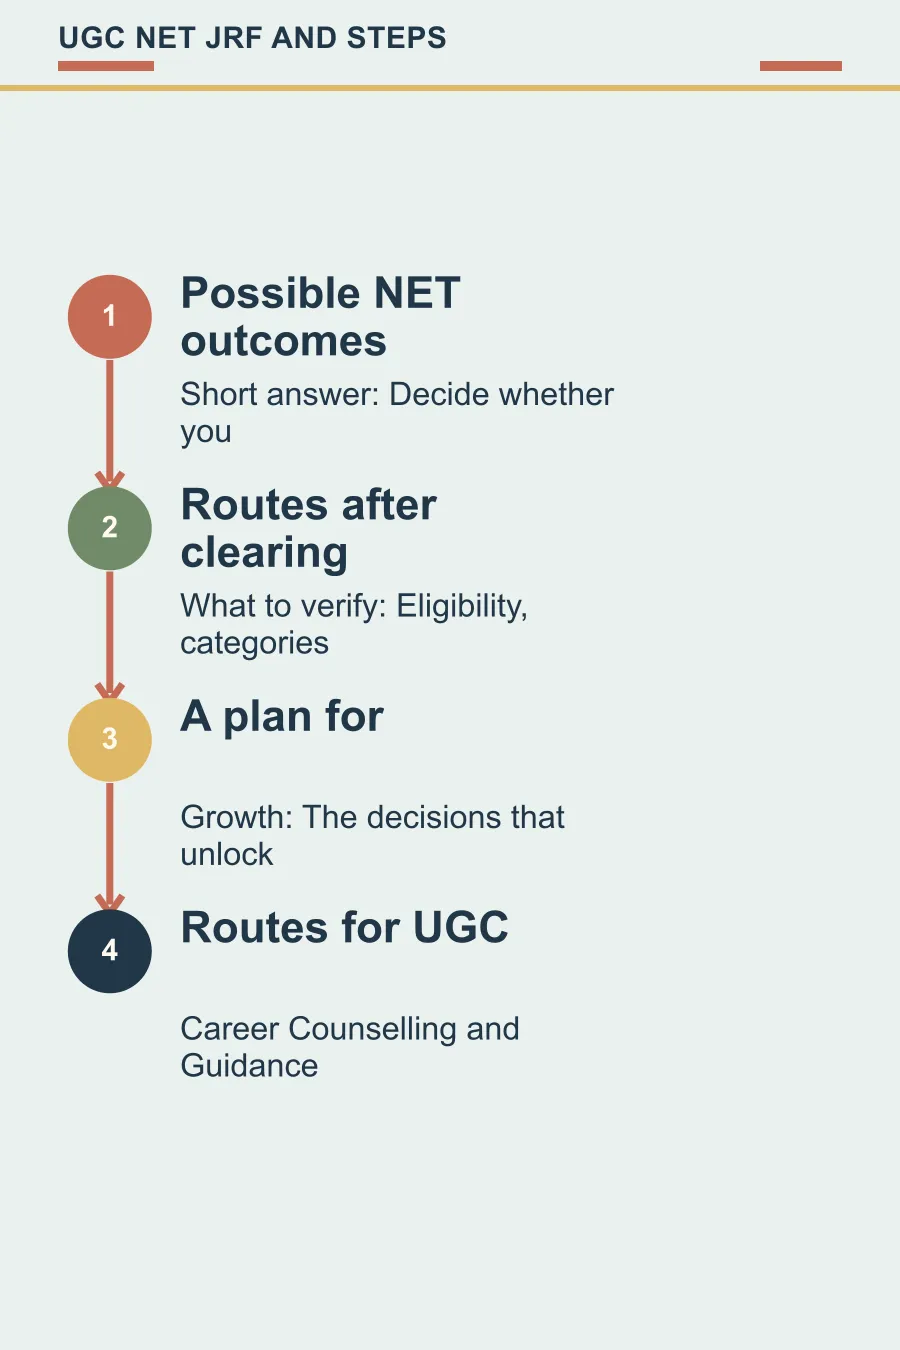 UGC NET JRF AND STEPS
1
Possible NET
outcomes
Short answer: Decide whether
you
2
Routes after
clearing
What to verify: Eligibility,
categories
3
A plan for
Growth: The decisions that
unlock
4
Routes for UGC
Career Counselling and
Guidance